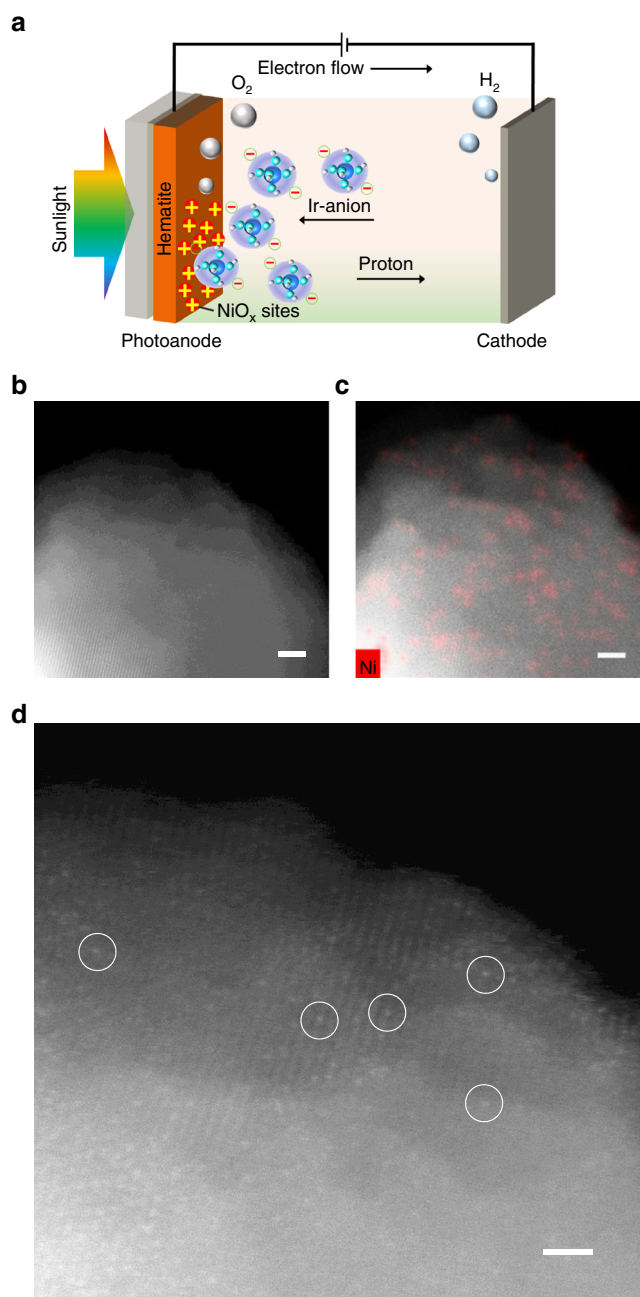 a
Electron flow
O₂
H₂
Sunlight
Hematite
Ir-anion
Proton
NiOₓ sites
Photoanode
Cathode
b
c
Ni
d